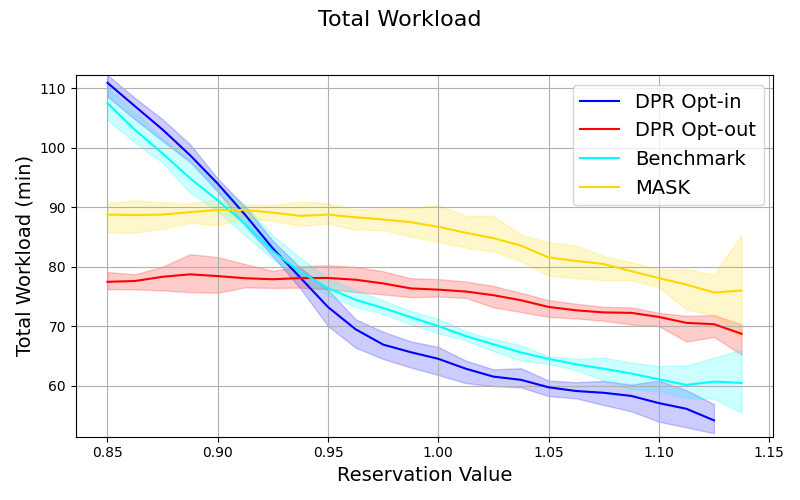 Total Workload
DPR Opt-in
DPR Opt-out
Benchmark
MASK
Total Workload (min)
110
100
90
80
70
60
0.85 0.90 0.95 1.00 1.05 1.10 1.15
Reservation Value